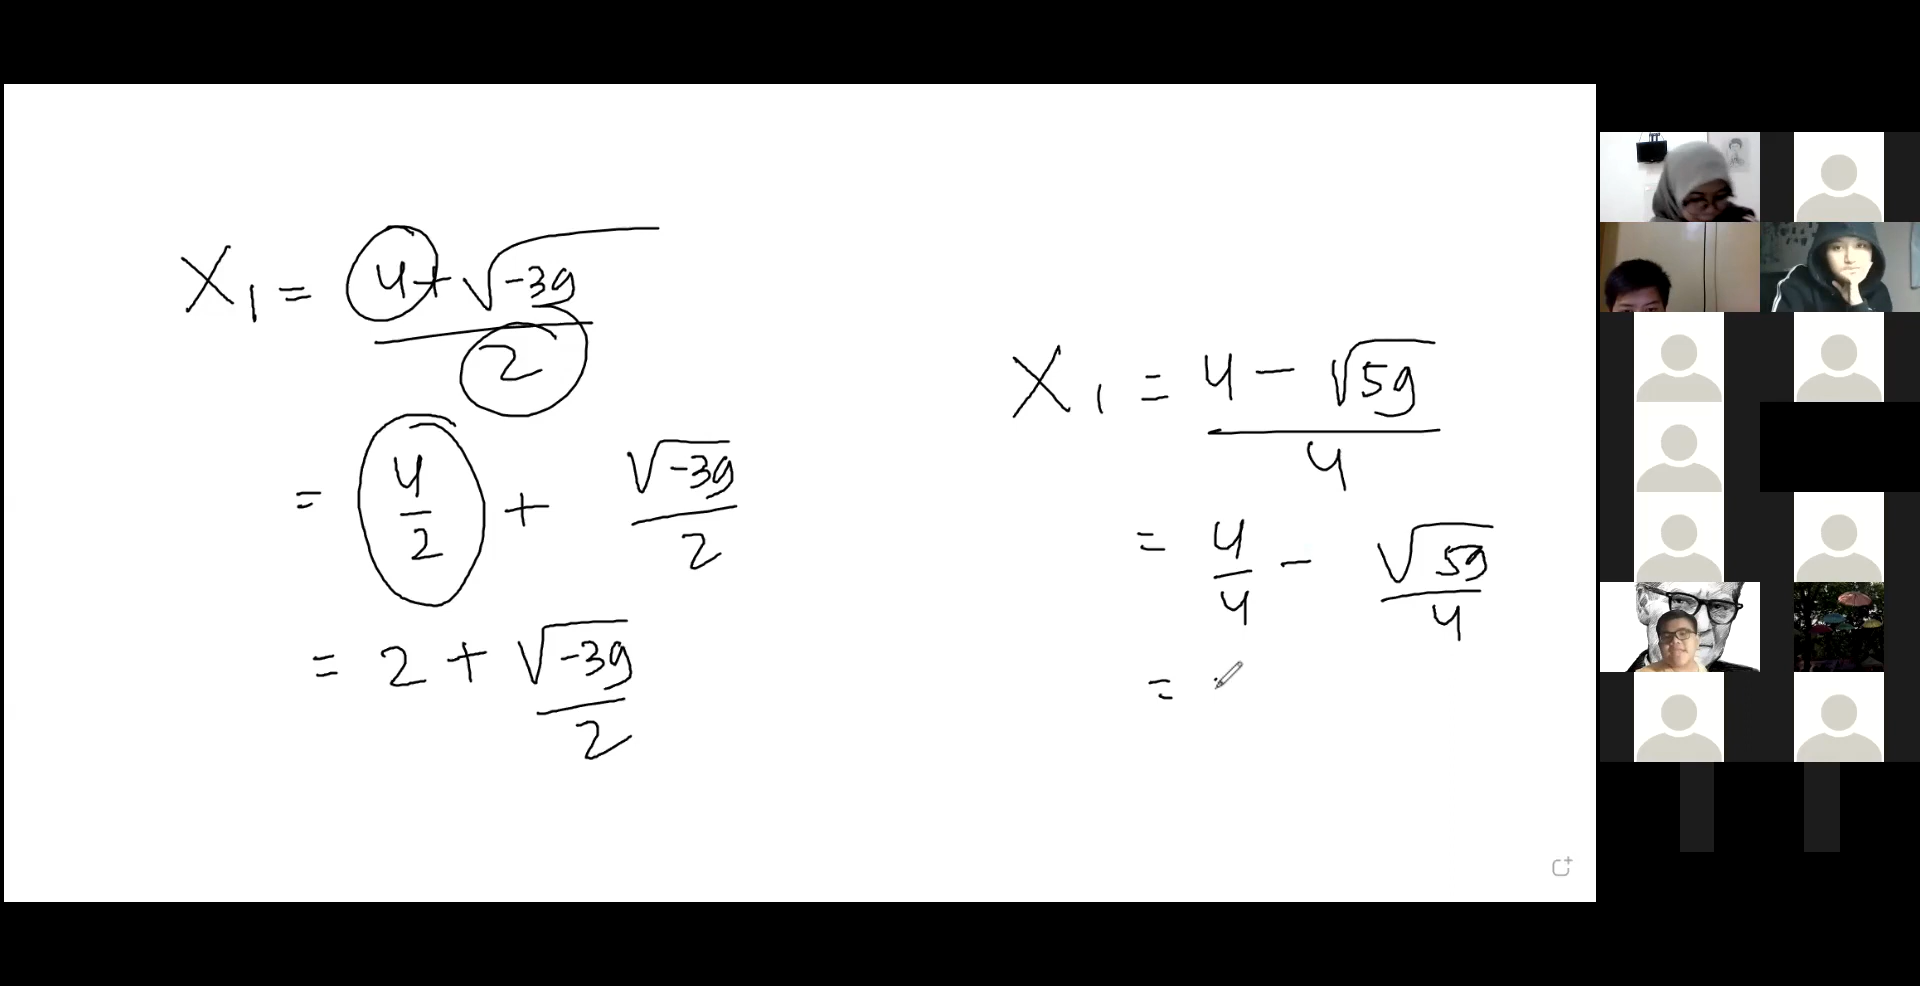 X₁ = (4 + √-39) / 2
= 4/2 + √-39 / 2
= 2 + √-39 / 2
X₁ = (4 - √59) / 4
= 4/4 - √59 / 4
=